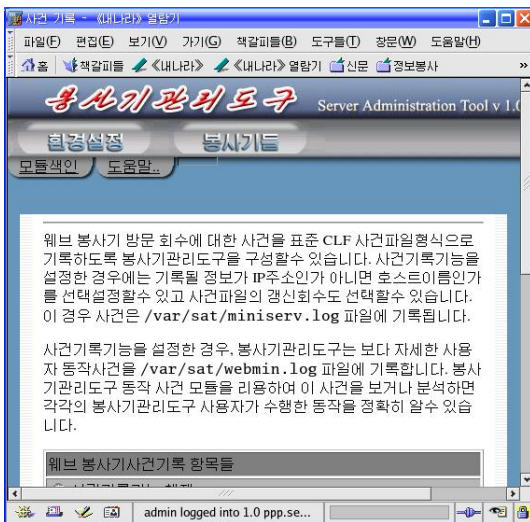 사건 기록 - 《내나라》 열람기
파일(F) 편집(E) 보기(V) 가기(G) 책갈피들(B) 도구들(T) 창문(W) 도움말(H)
홈 책갈피들 《내나라》 《내나라》 열람기 신문 정보봉사 »
봉사기관리도구 Server Administration Tool v 1.0
환경설정 봉사기들
모듈색인 도움말..
웨브 봉사기 방문 회수에 대한 사건을 표준 CLF 사건파일형식으로
기록하도록 봉사기관리도구을 구성할수 있습니다. 사건기록기능을
설정한 경우에는 기록될 정보가 IP주소인가 아니면 호스트이름인가
를 선택설정할수 있고 사건파일의 갱신회수도 선택할수 있습니다.
이 경우 사건은 /var/sat/miniserv.log 파일에 기록됩니다.
사건기록기능을 설정한 경우, 봉사기관리도구는 보다 자세한 사용
자 동작사건을 /var/sat/webmin.log 파일에 기록합니다. 봉사
기관리도구 동작 사건 모듈을 리용하여 이 사건을 보거나 분석하면
각각의 봉사기관리도구 사용자가 수행한 동작을 정확히 알수 있습
니다.
웨브 봉사기사건기록 항목들
admin logged into 1.0 ppp.se...